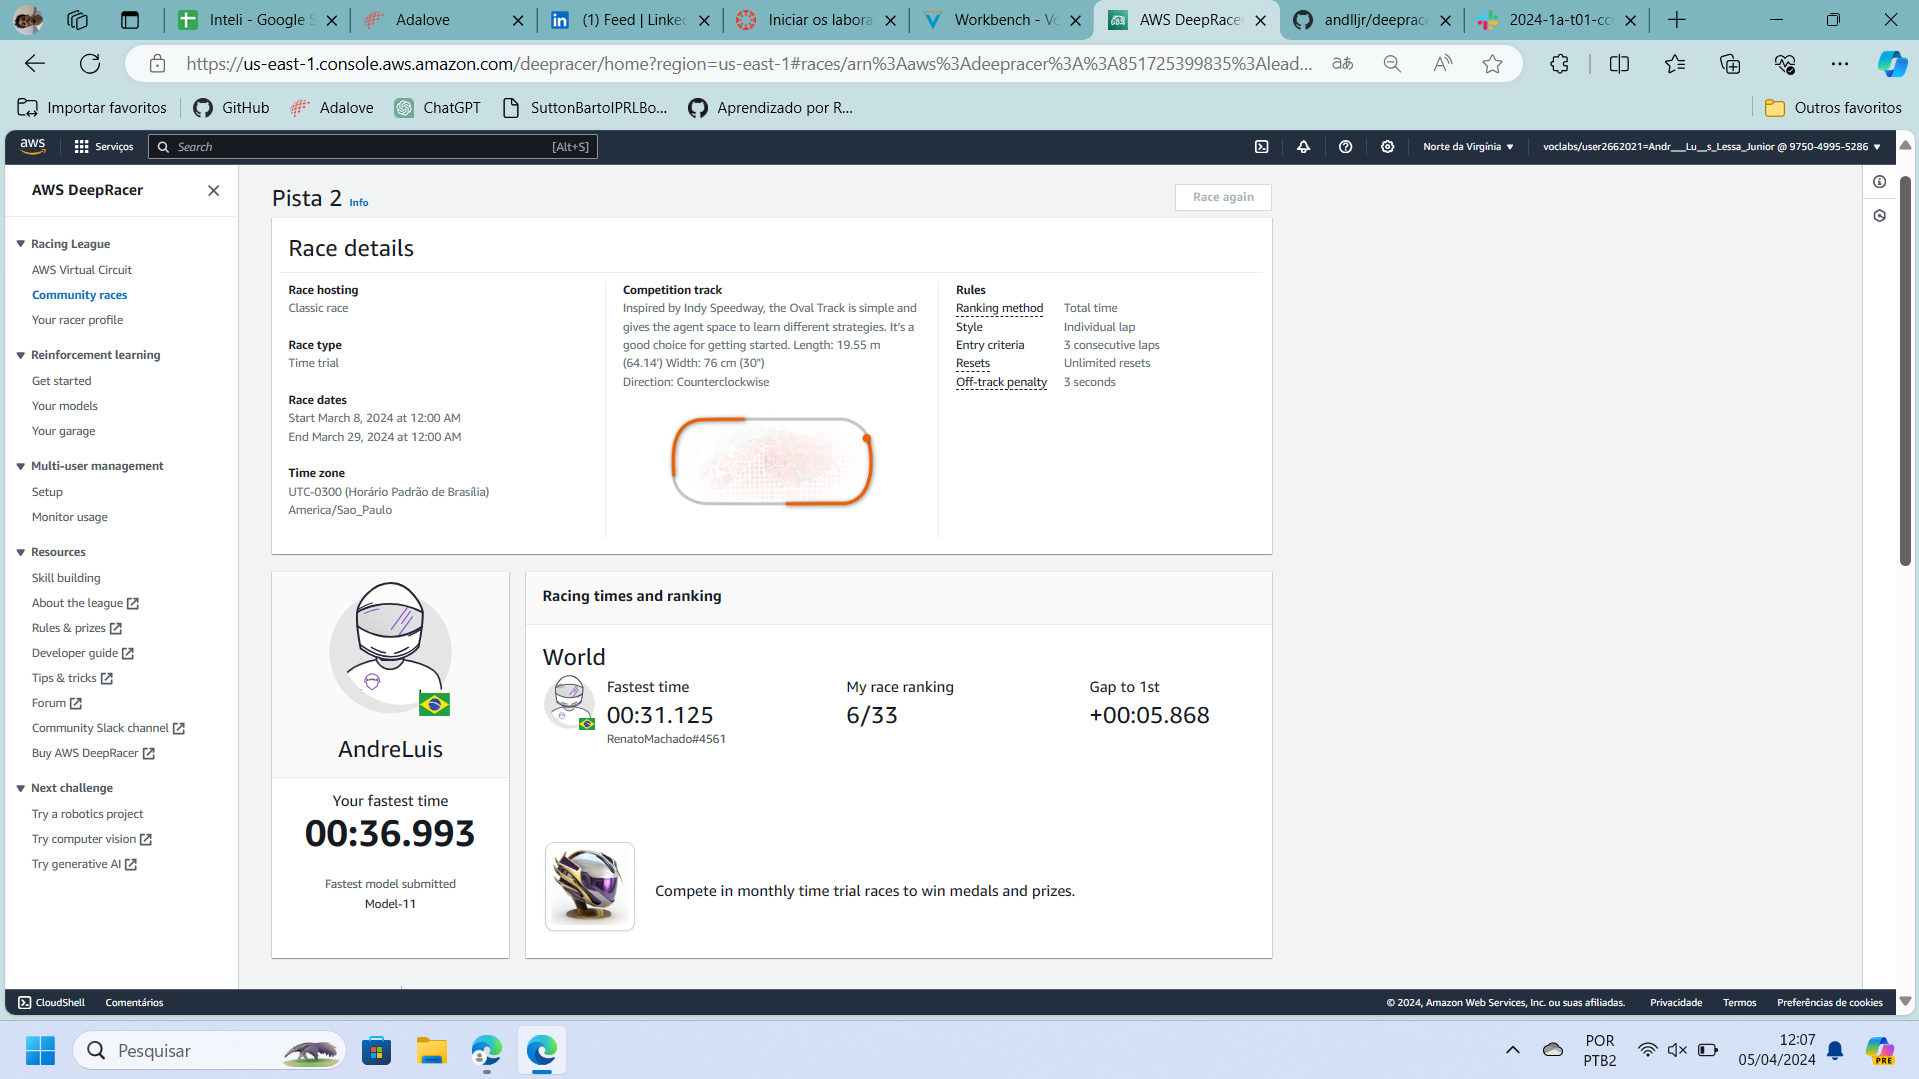 Inteli - Google S
Adalove
(1) Feed | Linked
Iniciar os labora
Workbench - Vo
AWS DeepRacer
andlljr/deeprace
2024-1a-t01-cc
https://us-east-1.console.aws.amazon.com/deepracer/home?region=us-east-1#races/arn%3Aaws%3Adeepracer%3A%3A851725399835%3Alead...
Importar favoritos
GitHub
Adalove
ChatGPT
SuttonBartoIPRLBo...
Aprendizado por R...
Outros favoritos
aws
Serviços
Search
[Alt+S]
Norte da Virgínia
voclabs/user2662021=Andr___Lu__s_Lessa_Junior @ 9750-4995-5286
AWS DeepRacer
Racing League
AWS Virtual Circuit
Community races
Your racer profile
Reinforcement learning
Get started
Your models
Your garage
Multi-user management
Setup
Monitor usage
Resources
Skill building
About the league
Rules & prizes
Developer guide
Tips & tricks
Forum
Community Slack channel
Buy AWS DeepRacer
Next challenge
Try a robotics project
Try computer vision
Try generative AI
Pista 2 Info
Race again
Race details
Race hosting
Classic race
Race type
Time trial
Race dates
Start March 8, 2024 at 12:00 AM
End March 29, 2024 at 12:00 AM
Time zone
UTC-0300 (Horário Padrão de Brasília)
America/Sao_Paulo
Competition track
Inspired by Indy Speedway, the Oval Track is simple and
gives the agent space to learn different strategies. It's a
good choice for getting started. Length: 19.55 m
(64.14') Width: 76 cm (30")
Direction: Counterclockwise
Rules
Ranking method Total time
Style Individual lap
Entry criteria 3 consecutive laps
Resets Unlimited resets
Off-track penalty 3 seconds
AndreLuis
Your fastest time
00:36.993
Fastest model submitted
Model-11
Racing times and ranking
World
Fastest time
00:31.125
RenatoMachado#4561
My race ranking
6/33
Gap to 1st
+00:05.868
Compete in monthly time trial races to win medals and prizes.
CloudShell
Comentários
© 2024, Amazon Web Services, Inc. ou suas afiliadas.
Privacidade
Termos
Preferências de cookies
Pesquisar
POR
PTB2
12:07
05/04/2024
PRE